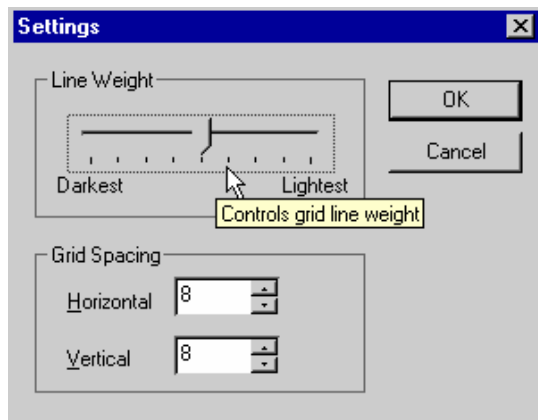 Settings
Line Weight
OK
Cancel
Darkest
Lightest
Controls grid line weight
Grid Spacing
Horizontal 8
Vertical 8